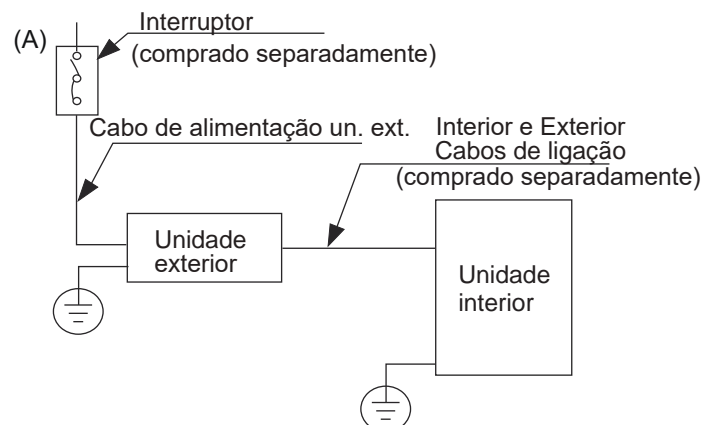 (A)
Interruptor
(comprado separadamente)
Cabo de alimentação un. ext.
Interior e Exterior
Cabos de ligação
(comprado separadamente)
Unidade
exterior
Unidade
interior